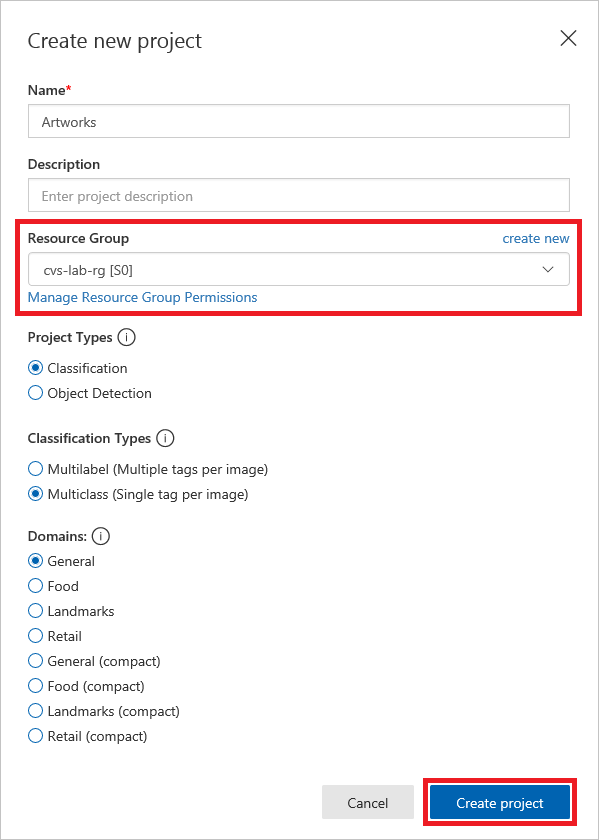 Create new project
Name*
Artworks
Description
Enter project description
Resource Group create new
cvs-lab-rg [S0]
Manage Resource Group Permissions
Project Types i
Classification
Object Detection
Classification Types i
Multilabel (Multiple tags per image)
Multiclass (Single tag per image)
Domains: i
General
Food
Landmarks
Retail
General (compact)
Food (compact)
Landmarks (compact)
Retail (compact)
Cancel Create project